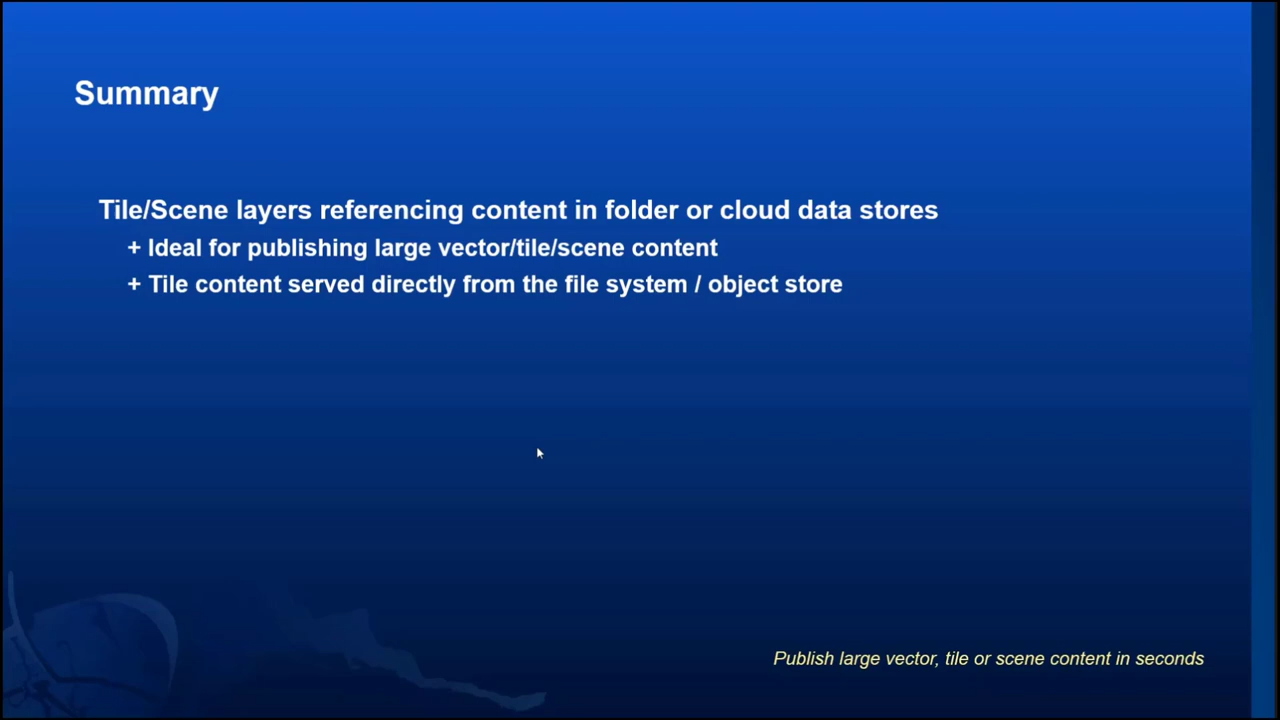 Summary
Tile/Scene layers referencing content in folder or cloud data stores
+ Ideal for publishing large vector/tile/scene content
+ Tile content served directly from the file system / object store
Publish large vector, tile or scene content in seconds